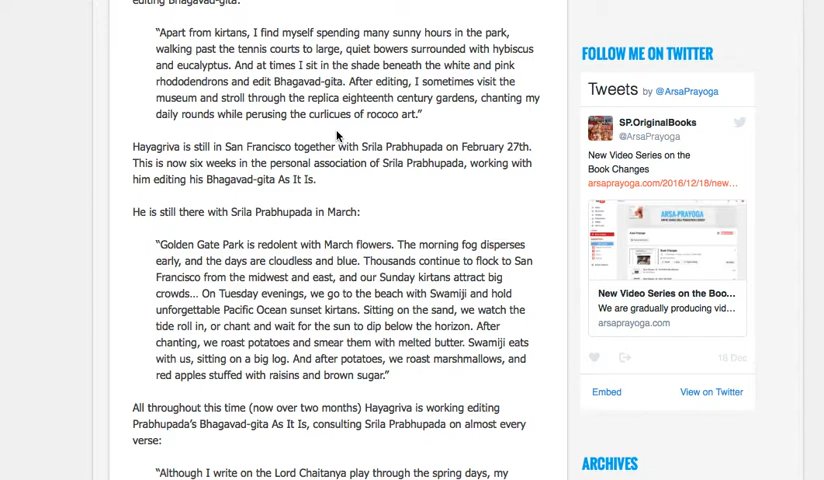 editing Bhagavad-gita:
“Apart from kirtans, I find myself spending many sunny hours in the park,
walking past the tennis courts to large, quiet bowers surrounded with hybiscus
and eucalyptus. And at times I sit in the shade beneath the white and pink
rhododendrons and edit Bhagavad-gita. After editing, I sometimes visit the
museum and stroll through the replica eighteenth century gardens, chanting my
daily rounds while perusing the curlicues of rococo art.”
Hayagriva is still in San Francisco together with Srila Prabhupada on February 27th.
This is now six weeks in the personal association of Srila Prabhupada, working with
him editing his Bhagavad-gita As It Is.
He is still there with Srila Prabhupada in March:
“Golden Gate Park is redolent with March flowers. The morning fog disperses
early, and the days are cloudless and blue. Thousands continue to flock to San
Francisco from the midwest and east, and our Sunday kirtans attract big
crowds… On Tuesday evenings, we go to the beach with Swamiji and hold
unforgettable Pacific Ocean sunset kirtans. Sitting on the sand, we watch the
tide roll in, or chant and wait for the sun to dip below the horizon. After
chanting, we roast potatoes and smear them with melted butter. Swamiji eats
with us, sitting on a big log. And after potatoes, we roast marshmallows, and
red apples stuffed with raisins and brown sugar.”
All throughout this time (now over two months) Hayagriva is working editing
Prabhupada’s Bhagavad-gita As It Is, consulting Srila Prabhupada on almost every
verse:
“Although I write on the Lord Chaitanya play through the spring days, my
FOLLOW ME ON TWITTER
Tweets by @ArsaPrayoga
SP.OriginalBooks
@ArsaPrayoga
New Video Series on the
Book Changes
arsaprayoga.com/2016/12/18/new…
ARSA-PRAYOGA
New Video Series on the Boo…
We are gradually producing vid…
arsaprayoga.com
18 Dec
Embed
View on Twitter
ARCHIVES